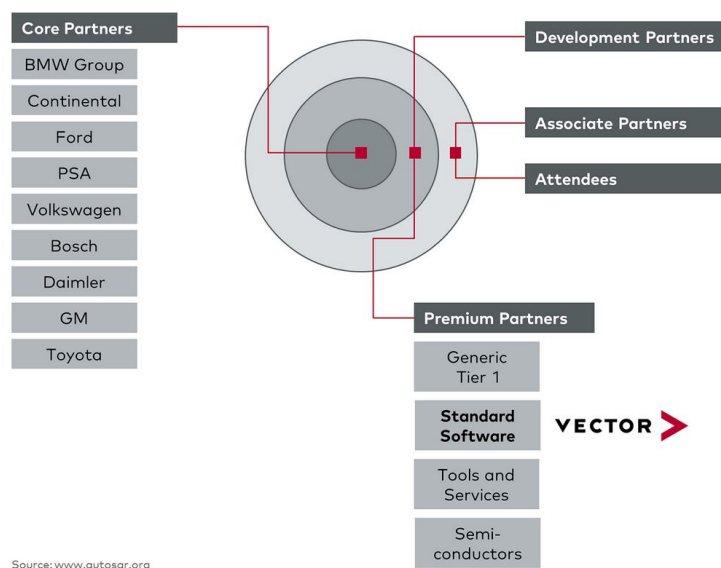 Core Partners
BMW Group
Continental
Ford
PSA
Volkswagen
Bosch
Daimler
GM
Toyota
Development Partners
Associate Partners
Attendees
Premium Partners
Generic
Tier 1
Standard
Software
VECTOR
Tools and
Services
Semi-
conductors
Source: www.autosar.org